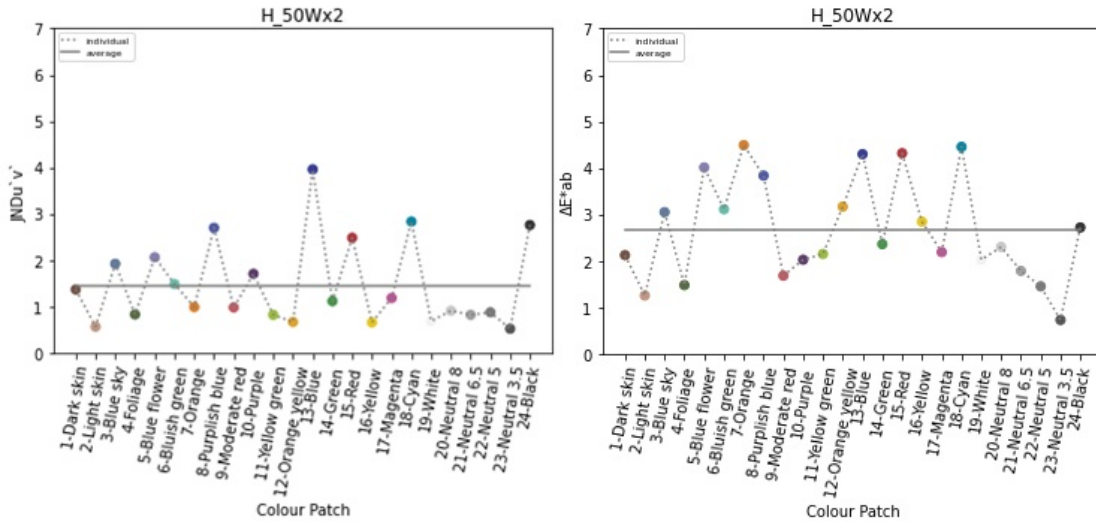 H_50Wx2
individual
average
7
6
5
4
3
2
1
0
JNDu`v`
1-Dark skin
2-Light skin
3-Blue sky
4-Foliage
5-Blue flower
6-Bluish green
7-Orange
8-Purplish blue
9-Moderate red
10-Purple
11-Yellow green
12-Orange yellow
13-Blue
14-Green
15-Red
16-Yellow
17-Magenta
18-Cyan
19-White
20-Neutral 8
21-Neutral 6.5
22-Neutral 5
23-Neutral 3.5
24-Black
Colour Patch
H_50Wx2
individual
average
7
6
5
4
3
2
1
0
ΔE*ab
1-Dark skin
2-Light skin
3-Blue sky
4-Foliage
5-Blue flower
6-Bluish green
7-Orange
8-Purplish blue
9-Moderate red
10-Purple
11-Yellow green
12-Orange yellow
13-Blue
14-Green
15-Red
16-Yellow
17-Magenta
18-Cyan
19-White
20-Neutral 8
21-Neutral 6.5
22-Neutral 5
23-Neutral 3.5
24-Black
Colour Patch